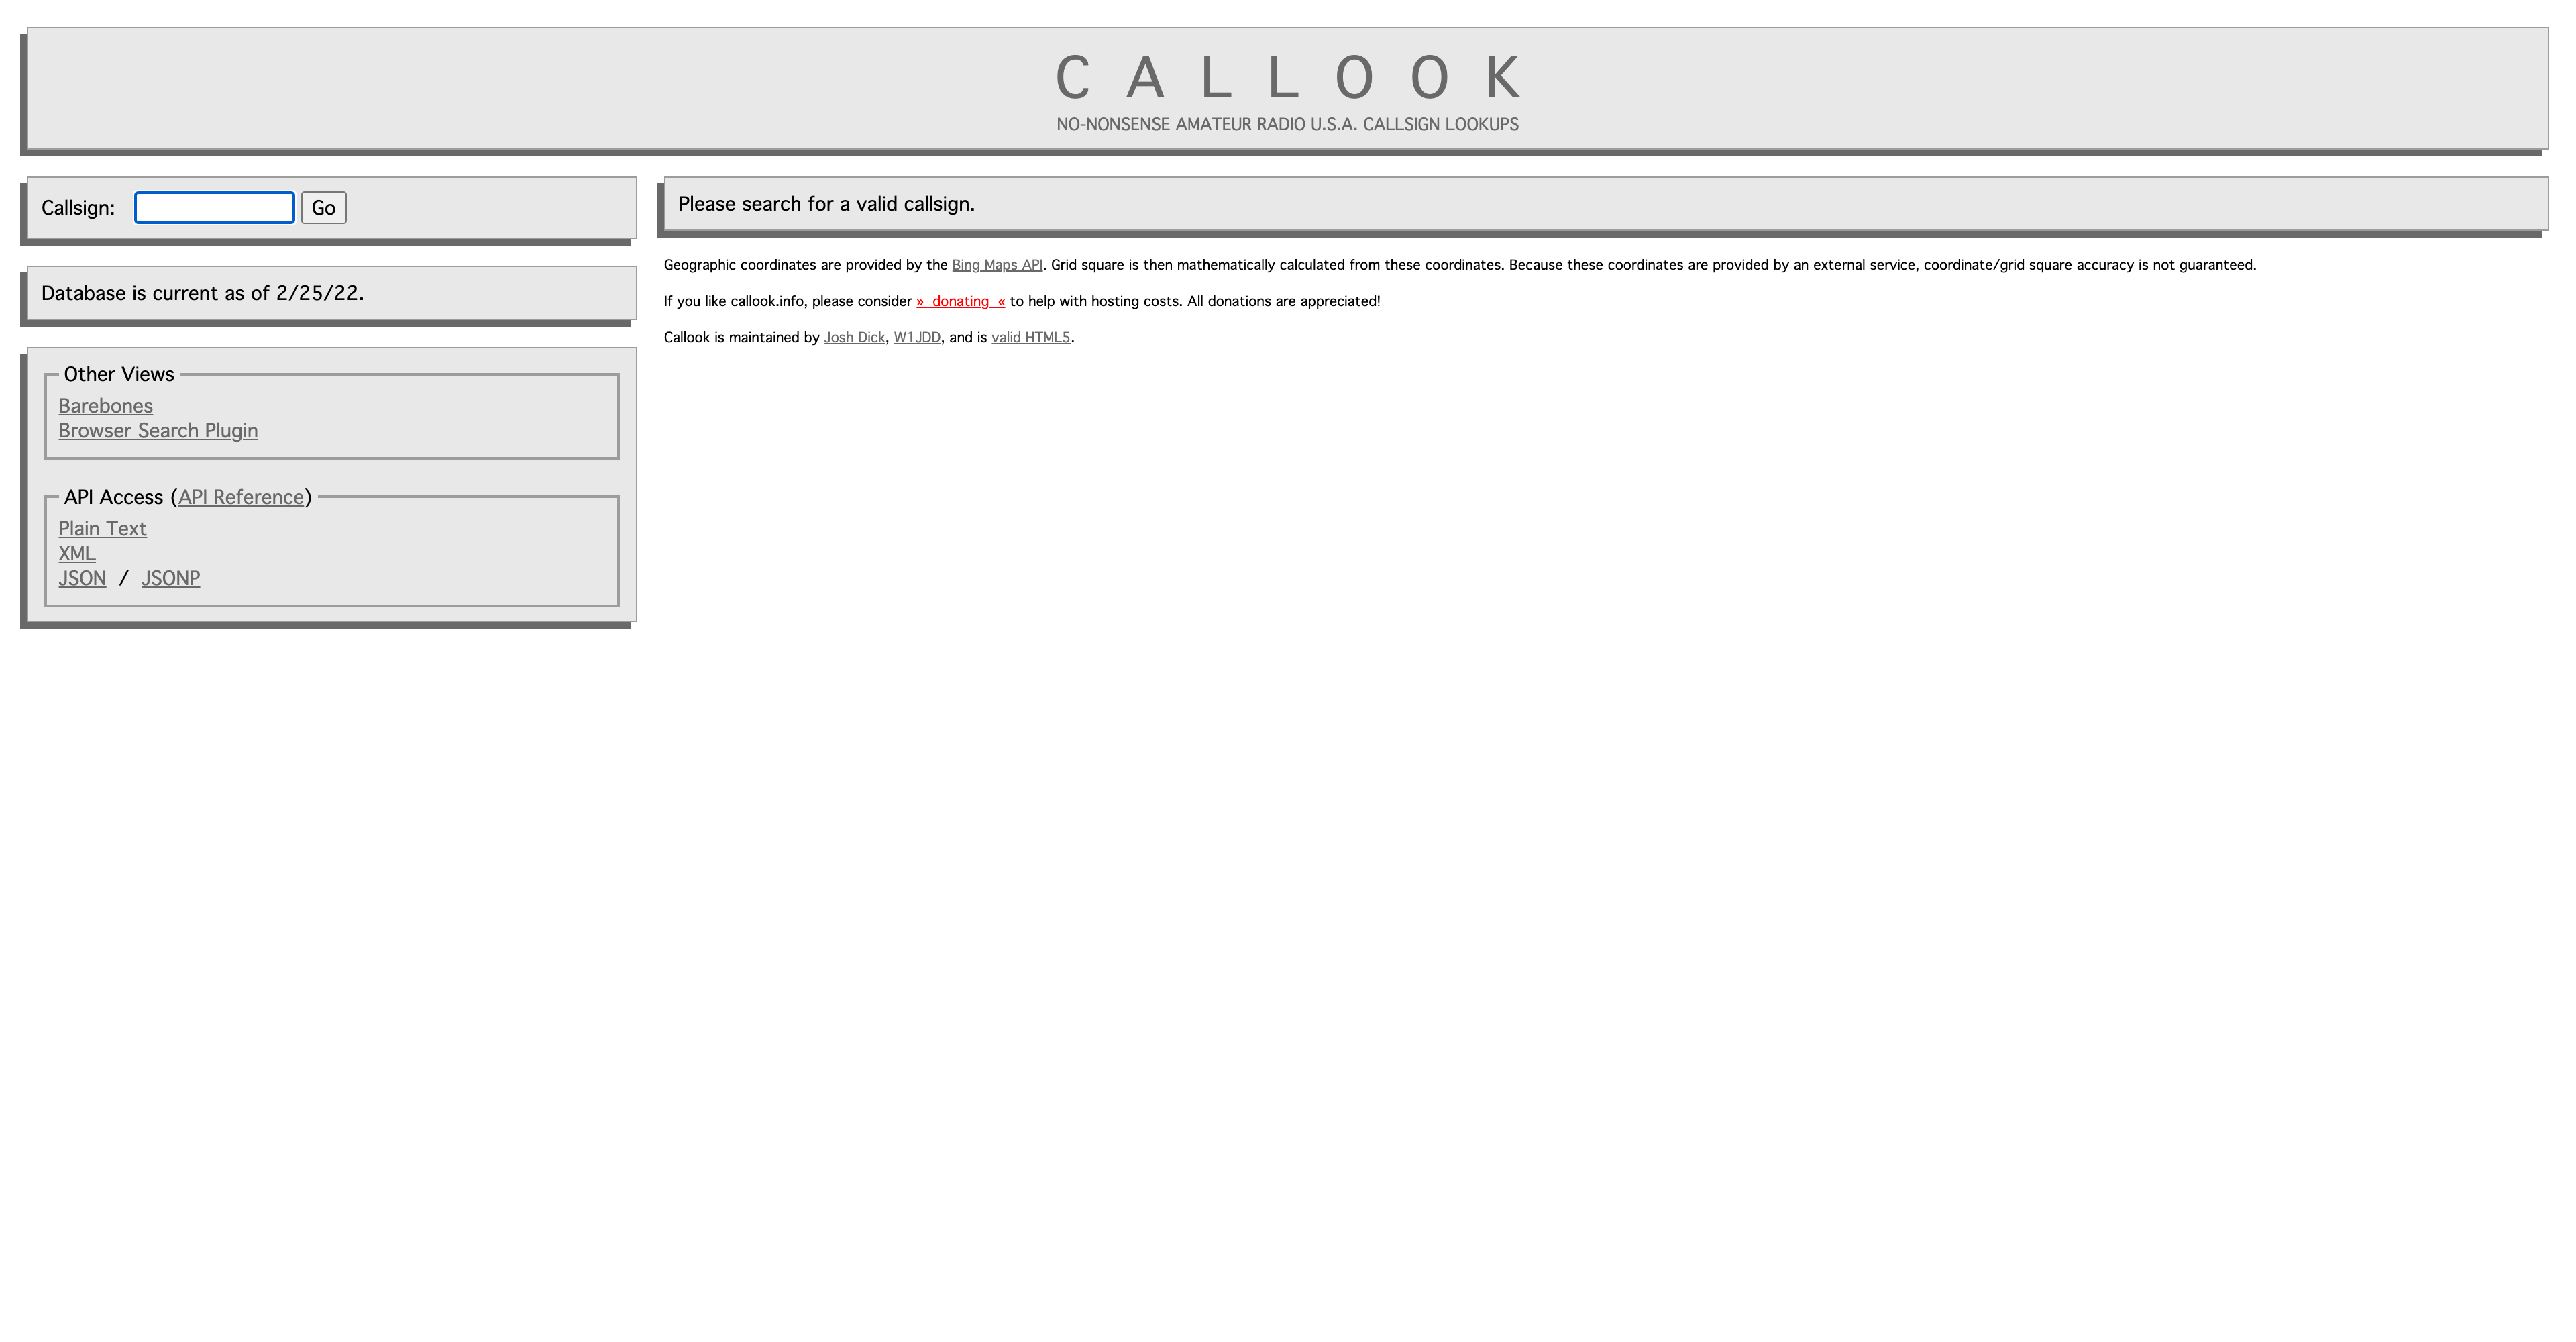 C A L L O O K
NO-NONSENSE AMATEUR RADIO U.S.A. CALLSIGN LOOKUPS
Callsign: Go
Database is current as of 2/25/22.
Other Views
Barebones
Browser Search Plugin
API Access (API Reference)
Plain Text
XML
JSON / JSONP
Please search for a valid callsign.
Geographic coordinates are provided by the Bing Maps API. Grid square is then mathematically calculated from these coordinates. Because these coordinates are provided by an external service, coordinate/grid square accuracy is not guaranteed.
If you like callook.info, please consider » donating « to help with hosting costs. All donations are appreciated!
Callook is maintained by Josh Dick, W1JDD, and is valid HTML5.